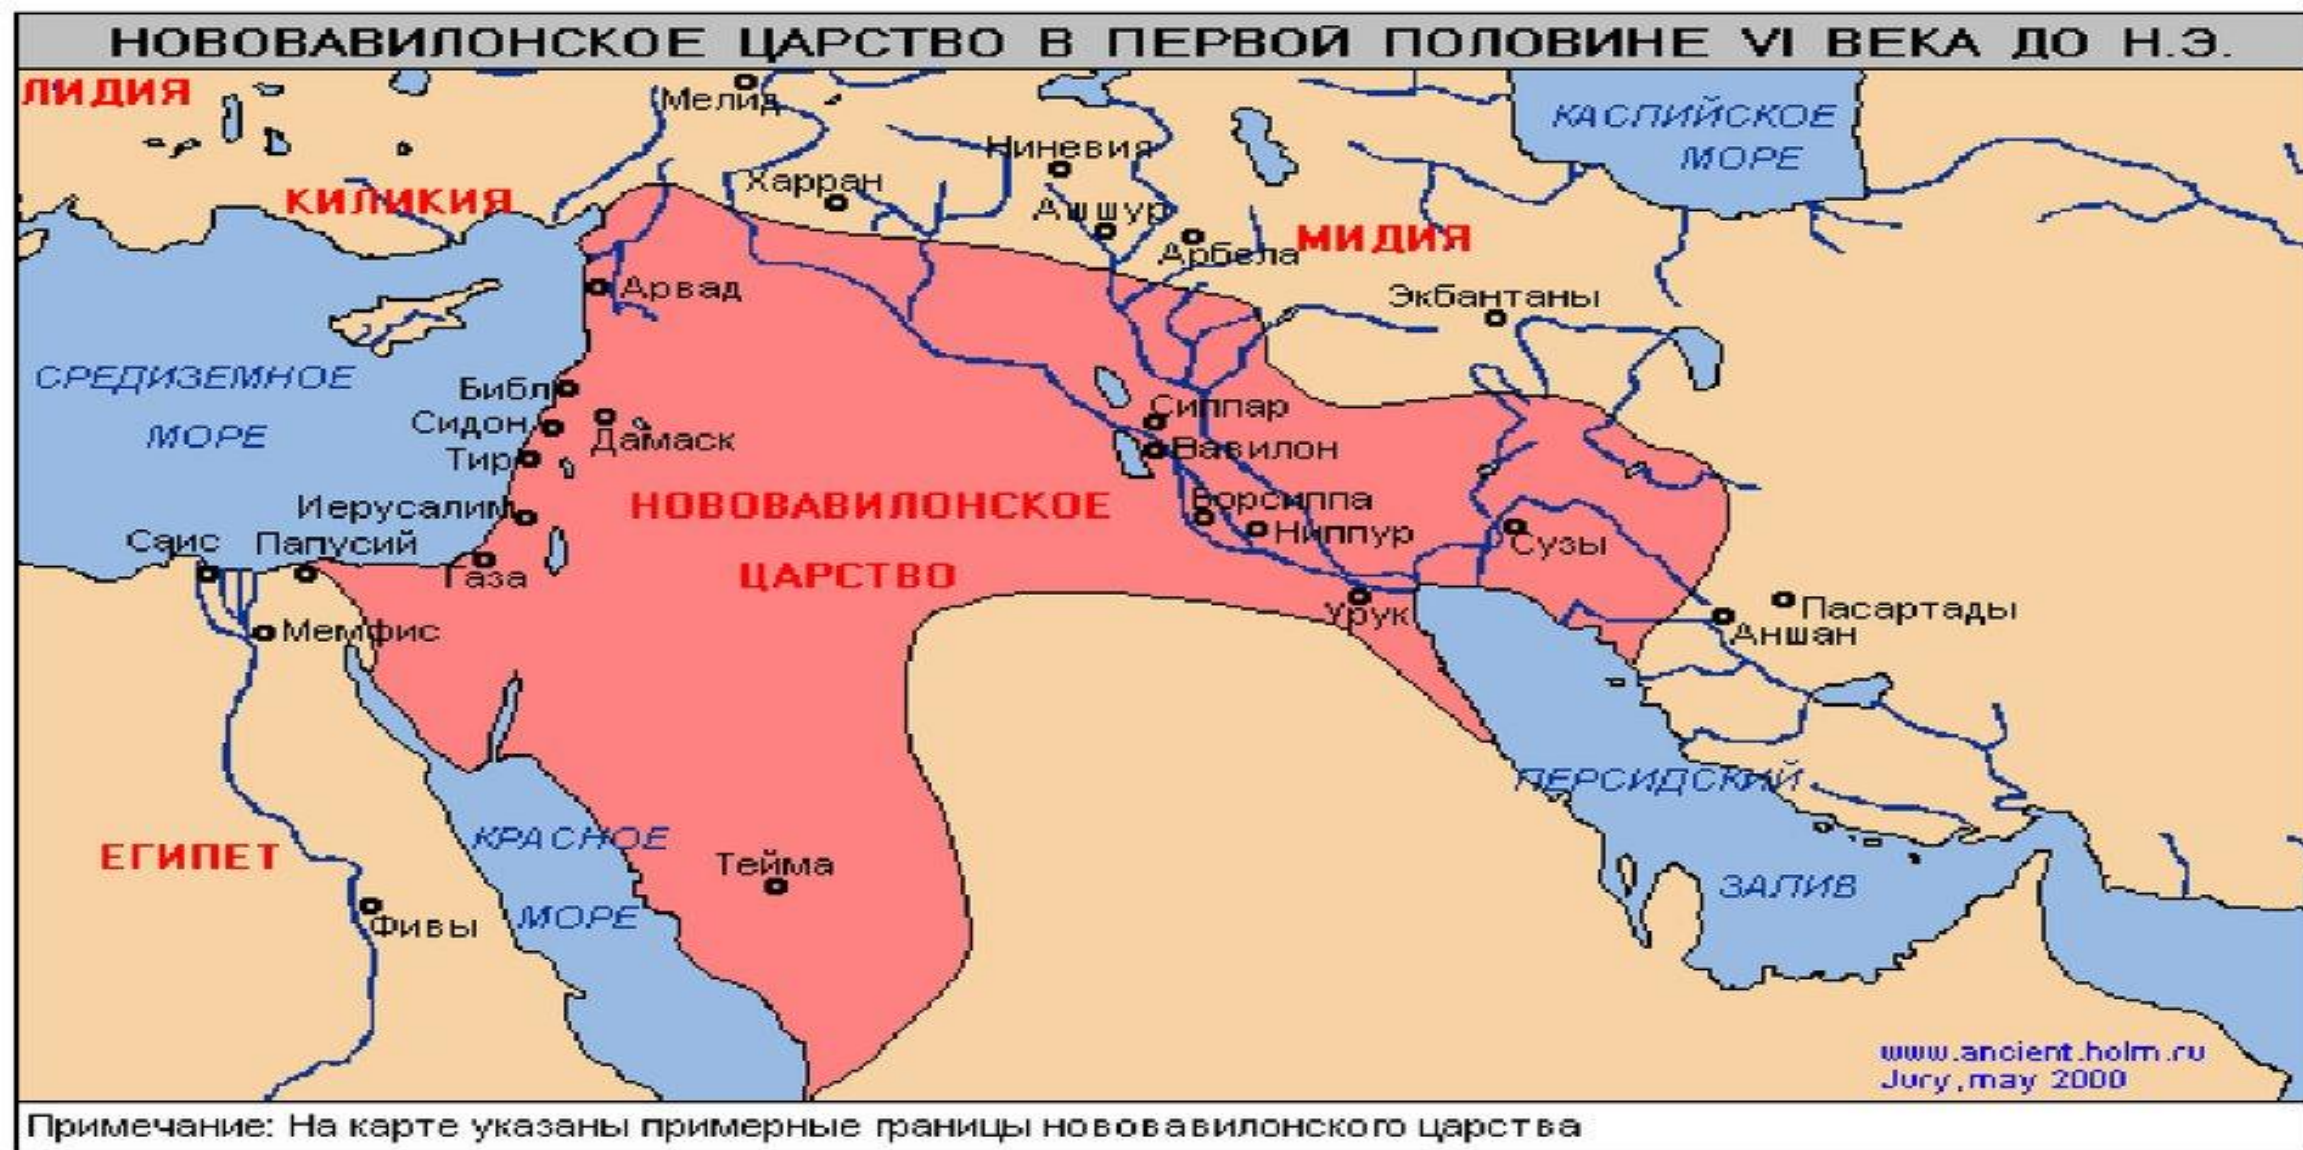 НОВОВАВИЛОНСКОЕ ЦАРСТВО В ПЕРВОЙ ПОЛОВИНЕ VI ВЕКА ДО Н.Э.
ЛИДИЯ
Мелид
КАСПИЙСКОЕ
МОРЕ
Ниневия
Харран
КИЛИКИЯ
Ашшур
Арбела
МИДИЯ
Арвад
Экбантаны
СРЕДИЗЕМНОЕ
МОРЕ
Библ
Сидон
Дамаск
Тир
Сиппар
Вавилон
Иерусалим
НОВОВАВИЛОНСКОЕ
ЦАРСТВО
Борсиппа
Ниппур
Сузы
Саис
Папусий
Газа
Мемфис
Урук
Пасартады
Аншан
ПЕРСИДСКИЙ
ЗАЛИВ
КРАСНОЕ
МОРЕ
ЕГИПЕТ
Тейма
Фивы
www.ancient.holm.ru
Jury,may 2000
Примечание: На карте указаны примерные границы нововавилонского царства